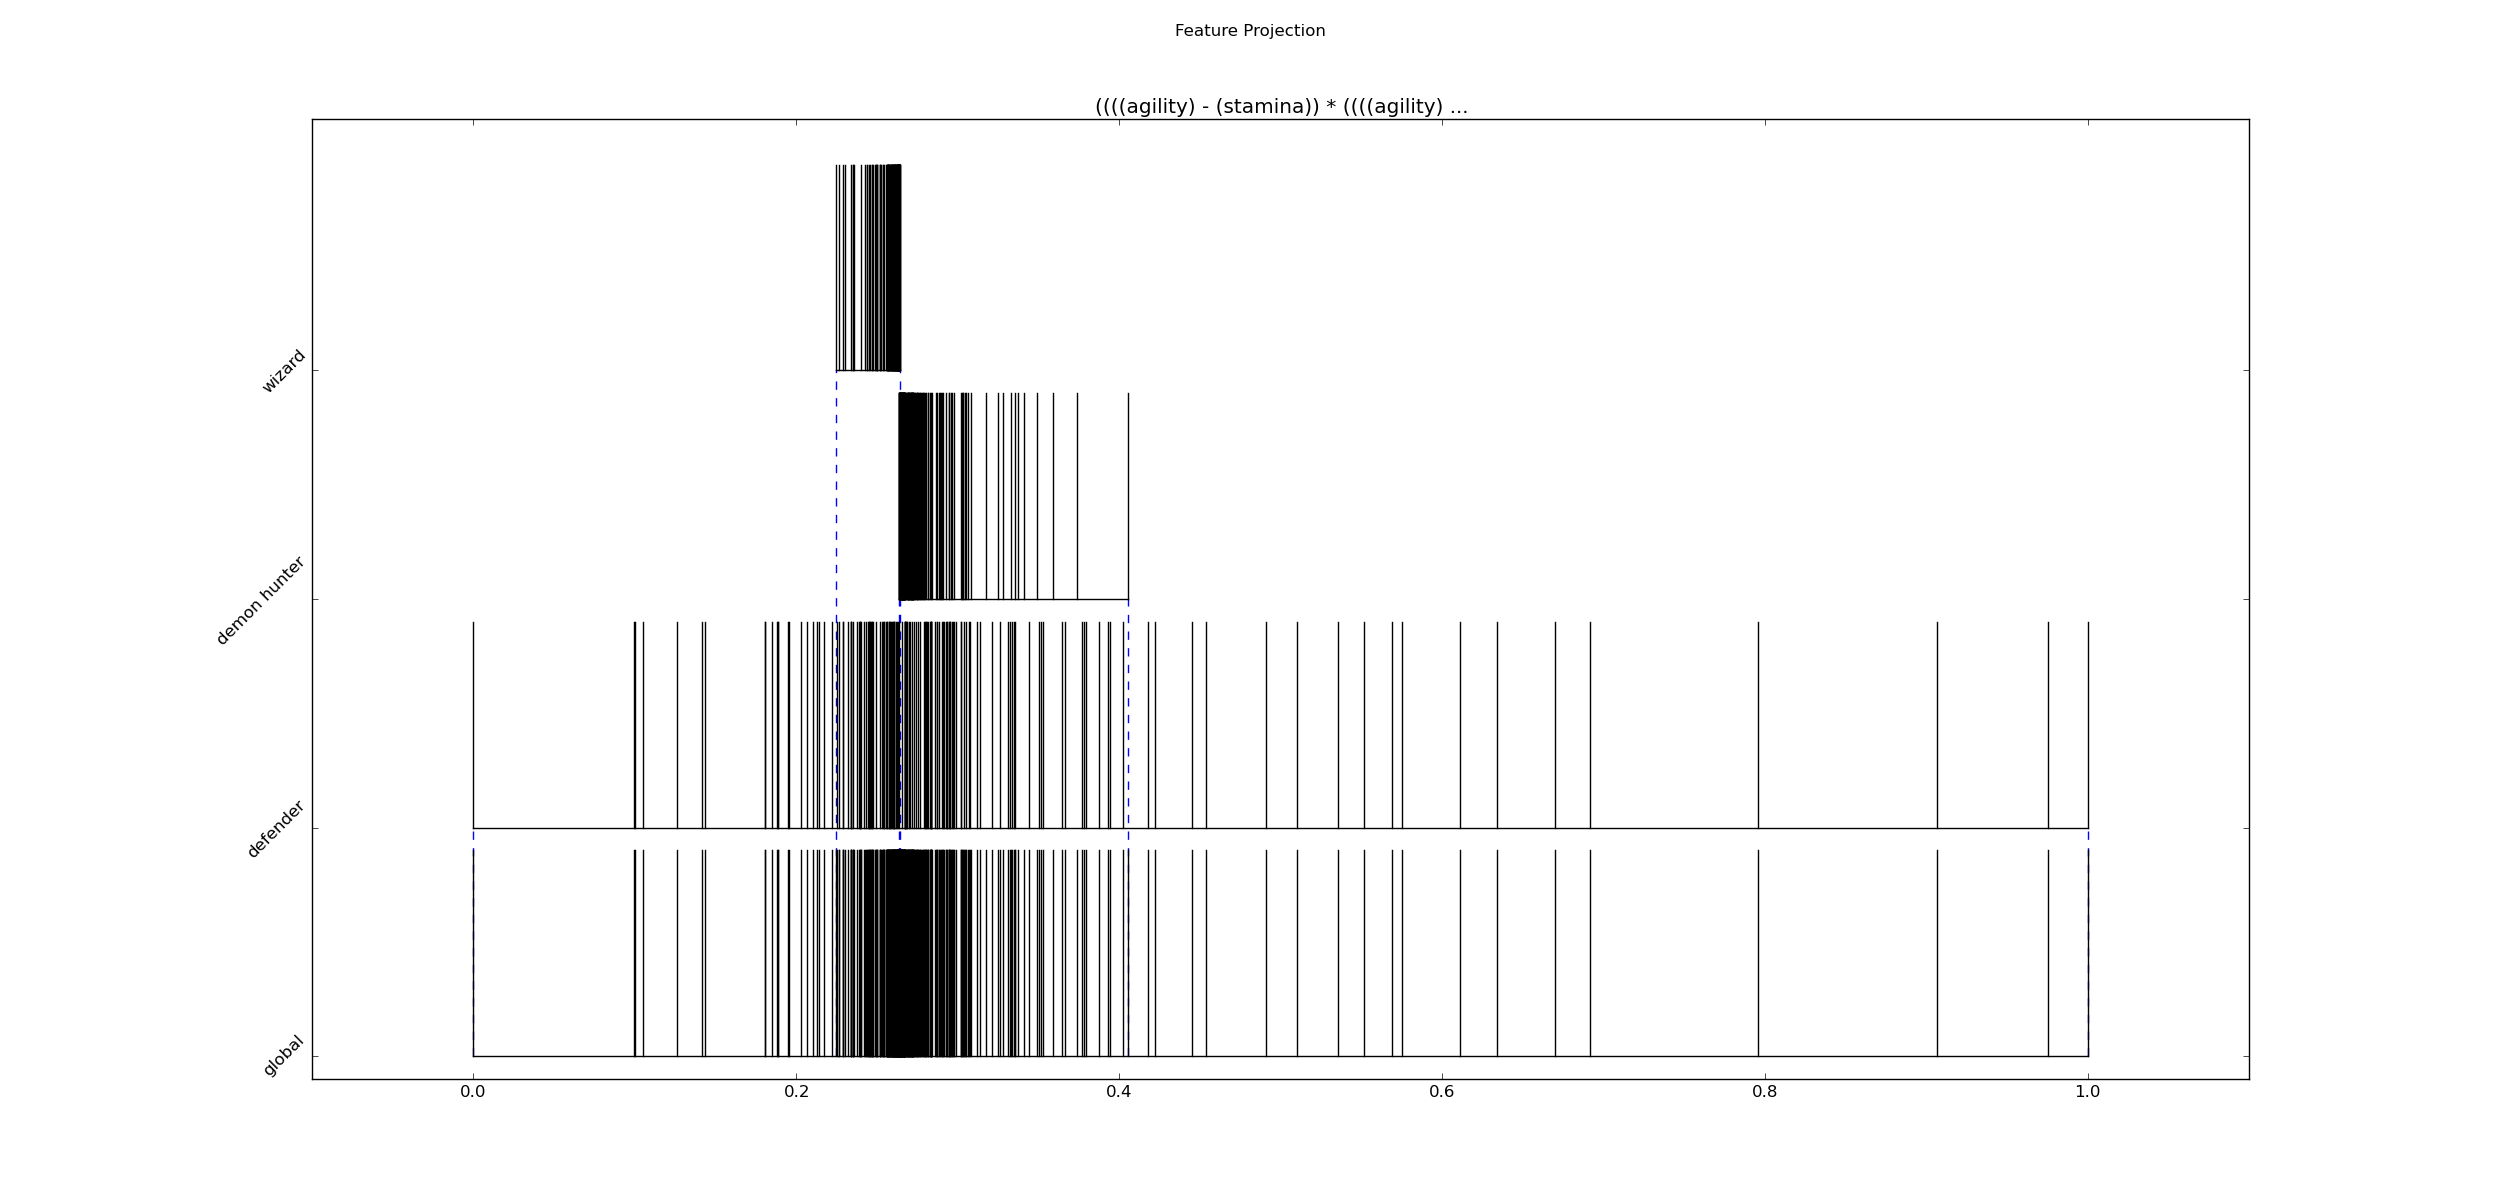 Feature Projection
((((agility) - (stamina)) * ((((agility) ...
wizard
demon hunter
defender
global
0.0 0.2 0.4 0.6 0.8 1.0